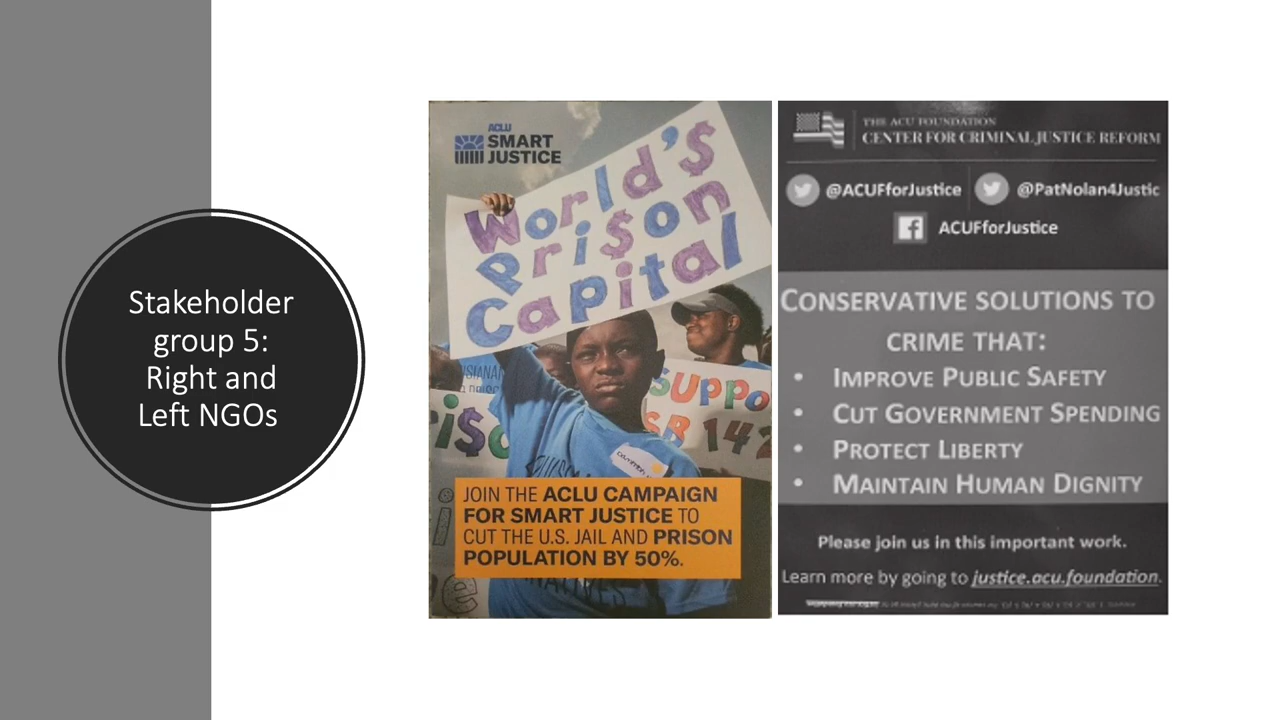 Stakeholder
group 5:
Right and
Left NGOs
ACLU
SMART
JUSTICE
World's
Pri$on
Capital
SUPPO
SB 142
JOIN THE ACLU CAMPAIGN
FOR SMART JUSTICE TO
CUT THE U.S. JAIL AND PRISON
POPULATION BY 50%.
THE ACU FOUNDATION
CENTER FOR CRIMINAL JUSTICE REFORM
@ACUFforJustice @PatNolan4Justic
ACUFforJustice
CONSERVATIVE SOLUTIONS TO
CRIME THAT:
• IMPROVE PUBLIC SAFETY
• CUT GOVERNMENT SPENDING
• PROTECT LIBERTY
• MAINTAIN HUMAN DIGNITY
Please join us in this important work.
Learn more by going to justice.acu.foundation.